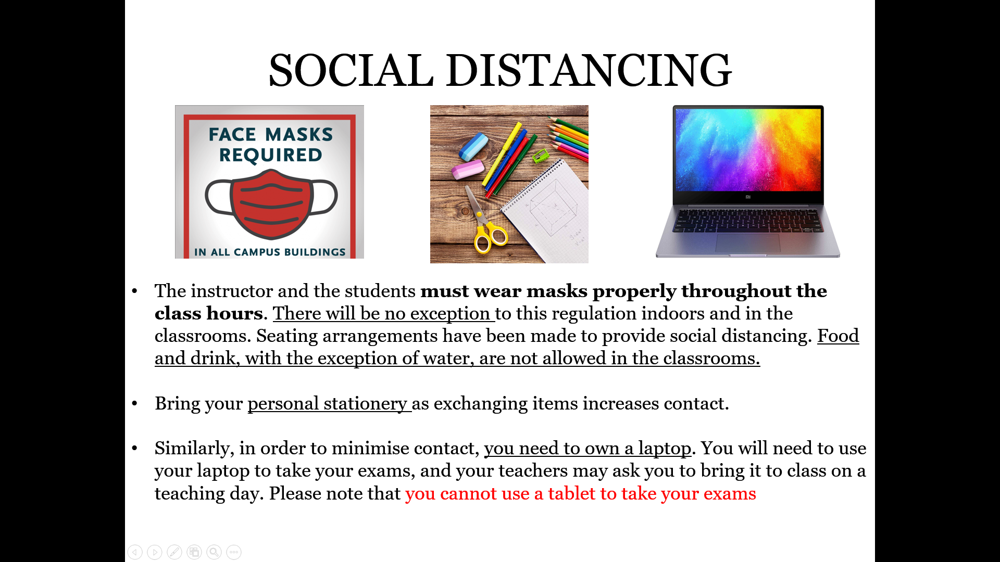 SOCIAL DISTANCING
FACE MASKS
REQUIRED
IN ALL CAMPUS BUILDINGS
mi
• The instructor and the students must wear masks properly throughout the
class hours. There will be no exception to this regulation indoors and in the
classrooms. Seating arrangements have been made to provide social distancing. Food
and drink, with the exception of water, are not allowed in the classrooms.
• Bring your personal stationery as exchanging items increases contact.
• Similarly, in order to minimise contact, you need to own a laptop. You will need to use
your laptop to take your exams, and your teachers may ask you to bring it to class on a
teaching day. Please note that you cannot use a tablet to take your exams